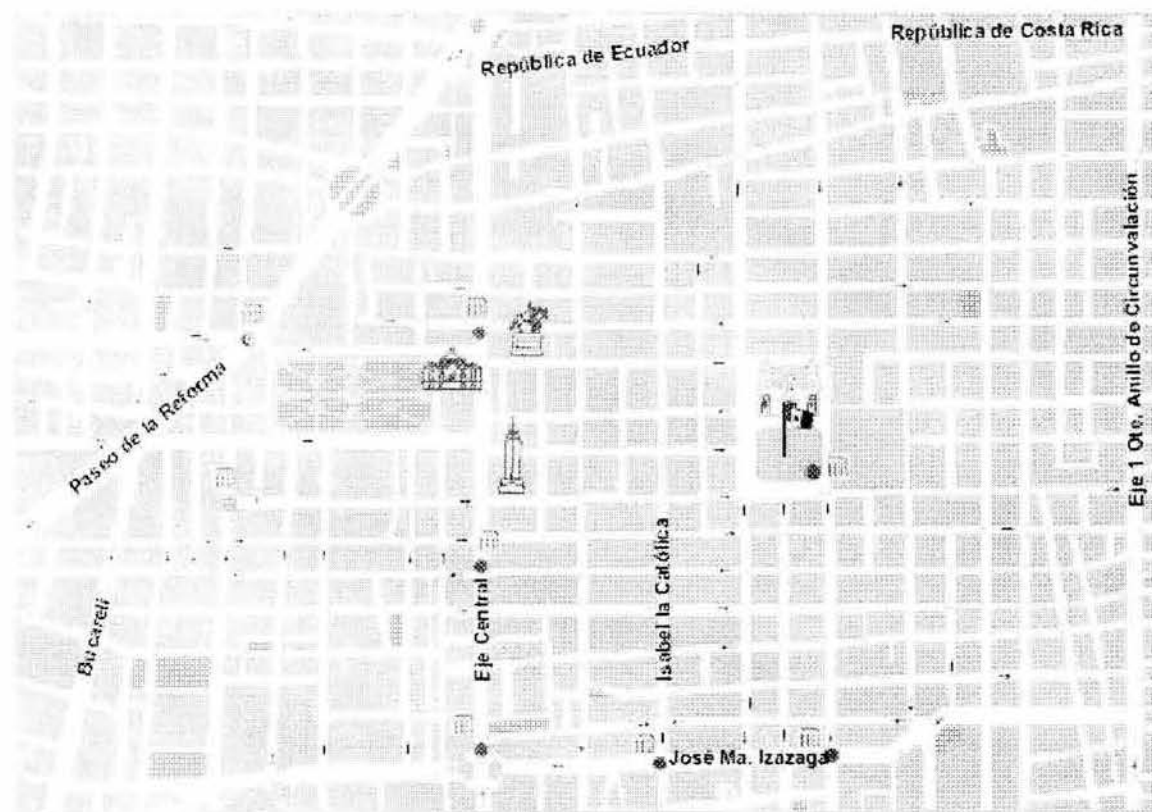 República de Costa Rica
República de Ecuador
Eje 1 Ote. Anillo de Circunvalación
Paseo de la Reforma
Isabel la Católica
Eje Central
Bucareli
José Ma. Izazaga